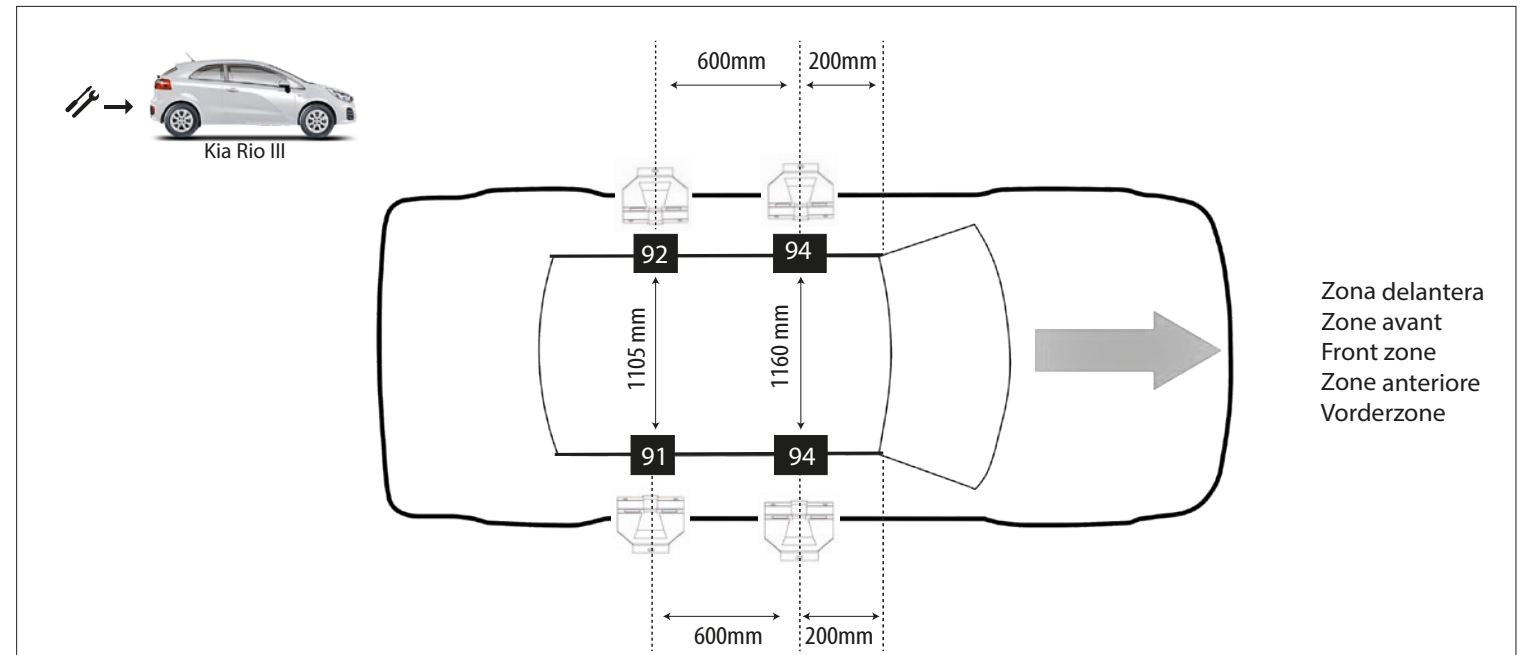 600mm
200mm
Kia Rio III
92
94
1105 mm
1160 mm
91
94
600mm
200mm
Zona delantera
Zone avant
Front zone
Zone anteriore
Vorderzone